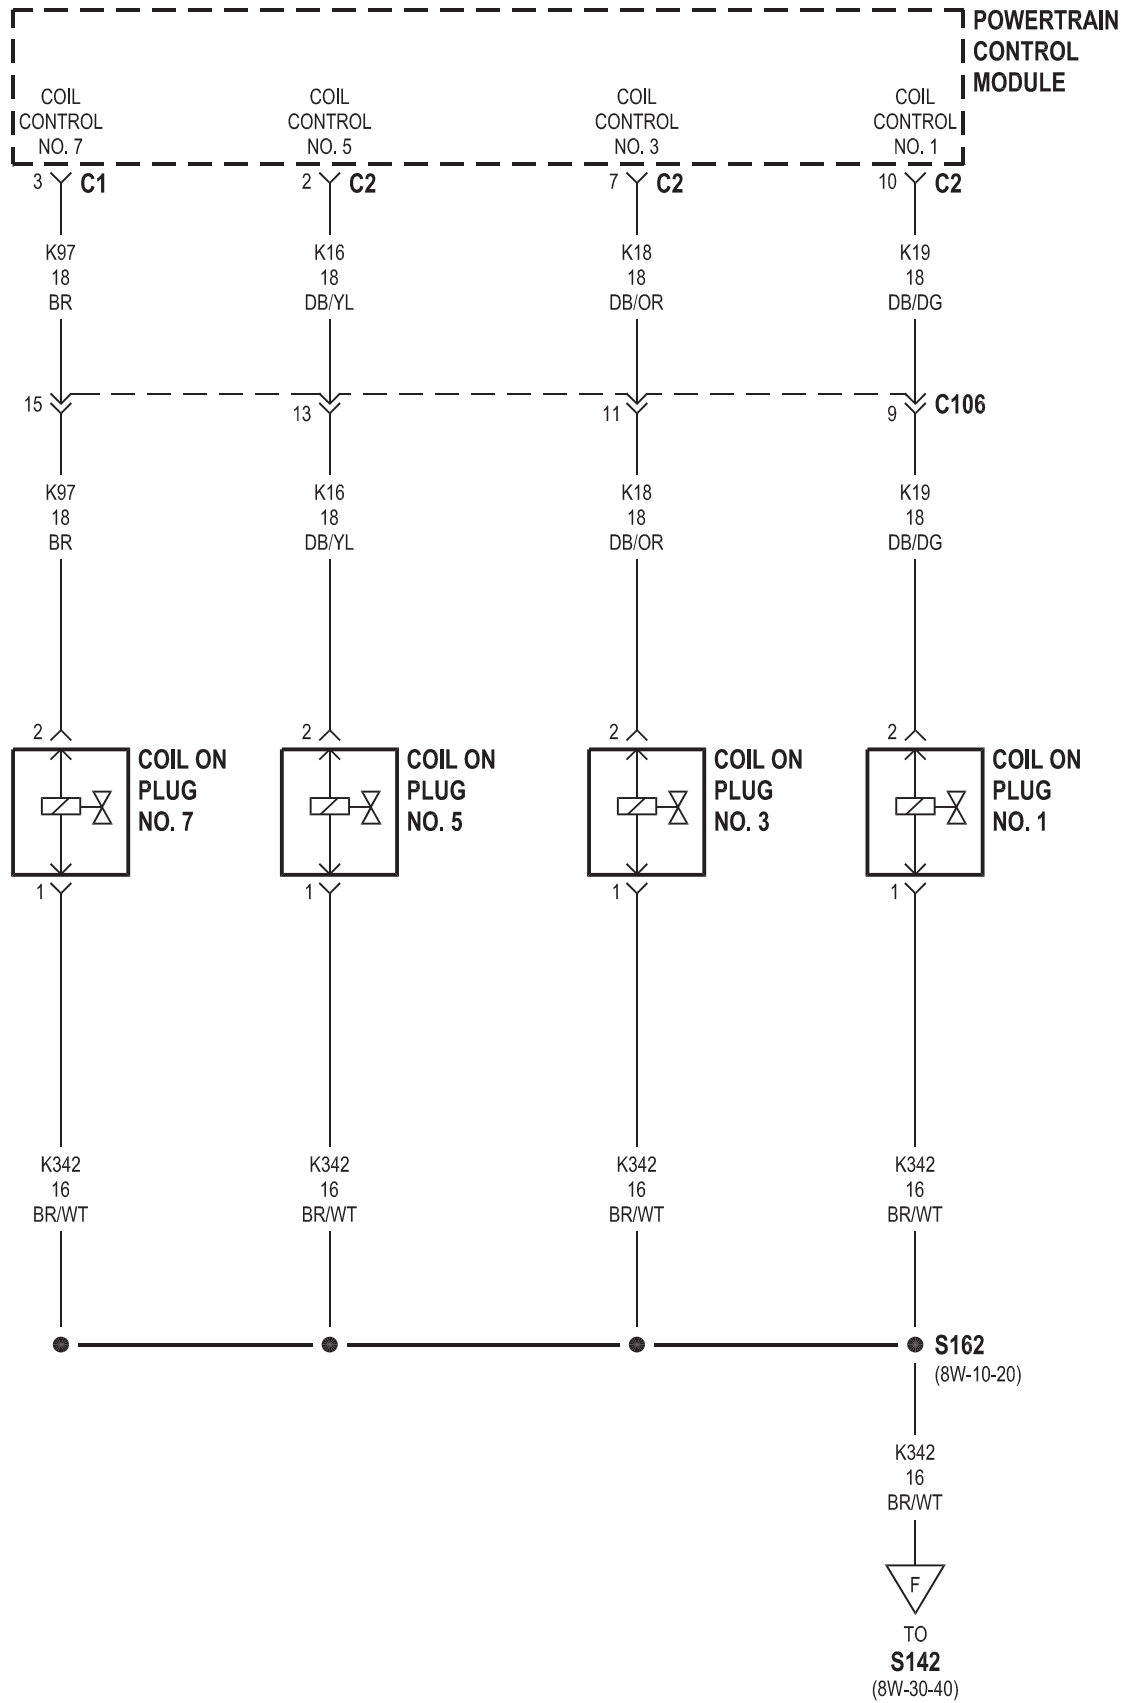 POWERTRAIN
CONTROL
MODULE
COIL
CONTROL
NO. 7
COIL
CONTROL
NO. 5
COIL
CONTROL
NO. 3
COIL
CONTROL
NO. 1
3 C1
2 C2
7 C2
10 C2
K97
18
BR
K16
18
DB/YL
K18
18
DB/OR
K19
18
DB/DG
15
13
11
9
C106
K97
18
BR
K16
18
DB/YL
K18
18
DB/OR
K19
18
DB/DG
2
COIL ON
PLUG
NO. 7
1
2
COIL ON
PLUG
NO. 5
1
2
COIL ON
PLUG
NO. 3
1
2
COIL ON
PLUG
NO. 1
1
K342
16
BR/WT
K342
16
BR/WT
K342
16
BR/WT
K342
16
BR/WT
S162
(8W-10-20)
K342
16
BR/WT
F
TO
S142
(8W-30-40)